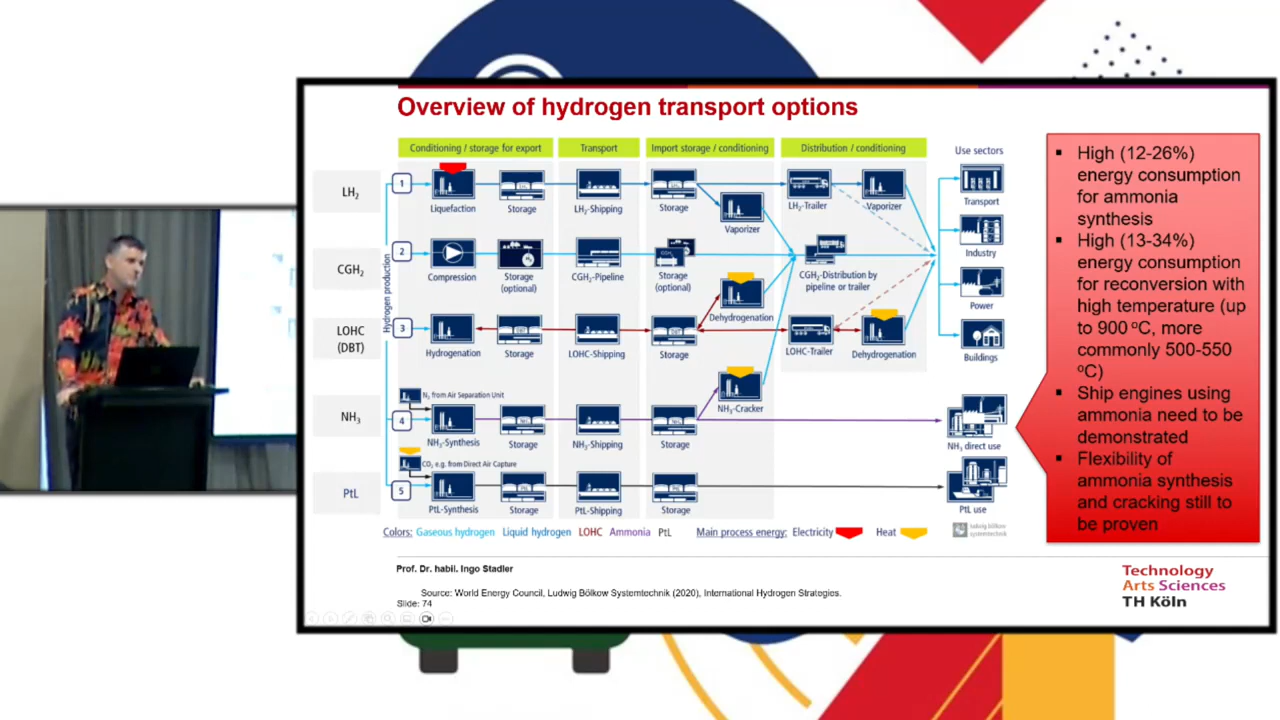 Overview of hydrogen transport options
Conditioning / storage for export
Transport
Import storage / conditioning
Distribution / conditioning
Use sectors
Hydrogen production
LH2
1
Liquefaction
Storage
LH2-Shipping
Storage
Vaporizer
LH2-Trailer
Vaporizer
Transport
CGH2
2
Compression
Storage
(optional)
CGH2-Pipeline
Storage
(optional)
CGH2-Distribution by
pipeline or trailer
Industry
Power
LOHC
(DBT)
3
Hydrogenation
Storage
LOHC-Shipping
Storage
Dehydrogenation
LOHC-Trailer
Dehydrogenation
Buildings
NH3
N2 from Air Separation Unit
4
NH3-Synthesis
Storage
NH3-Shipping
Storage
NH3-Cracker
NH3 direct use
PtL
CO2 e.g. from Direct Air Capture
5
PtL-Synthesis
Storage
PtL-Shipping
Storage
PtL use
Colors: Gaseous hydrogen Liquid hydrogen LOHC Ammonia PtL Main process energy: Electricity Heat
ludwig bölkow
systemtechnik
▪ High (12-26%)
energy consumption
for ammonia
synthesis
▪ High (13-34%)
energy consumption
for reconversion with
high temperature (up
to 900 ºC, more
commonly 500-550
ºC)
▪ Ship engines using
ammonia need to be
demonstrated
▪ Flexibility of
ammonia synthesis
and cracking still to
be proven
Prof. Dr. habil. Ingo Stadler
Source: World Energy Council, Ludwig Bölkow Systemtechnik (2020), International Hydrogen Strategies.
Slide: 74
Technology
Arts Sciences
TH Köln